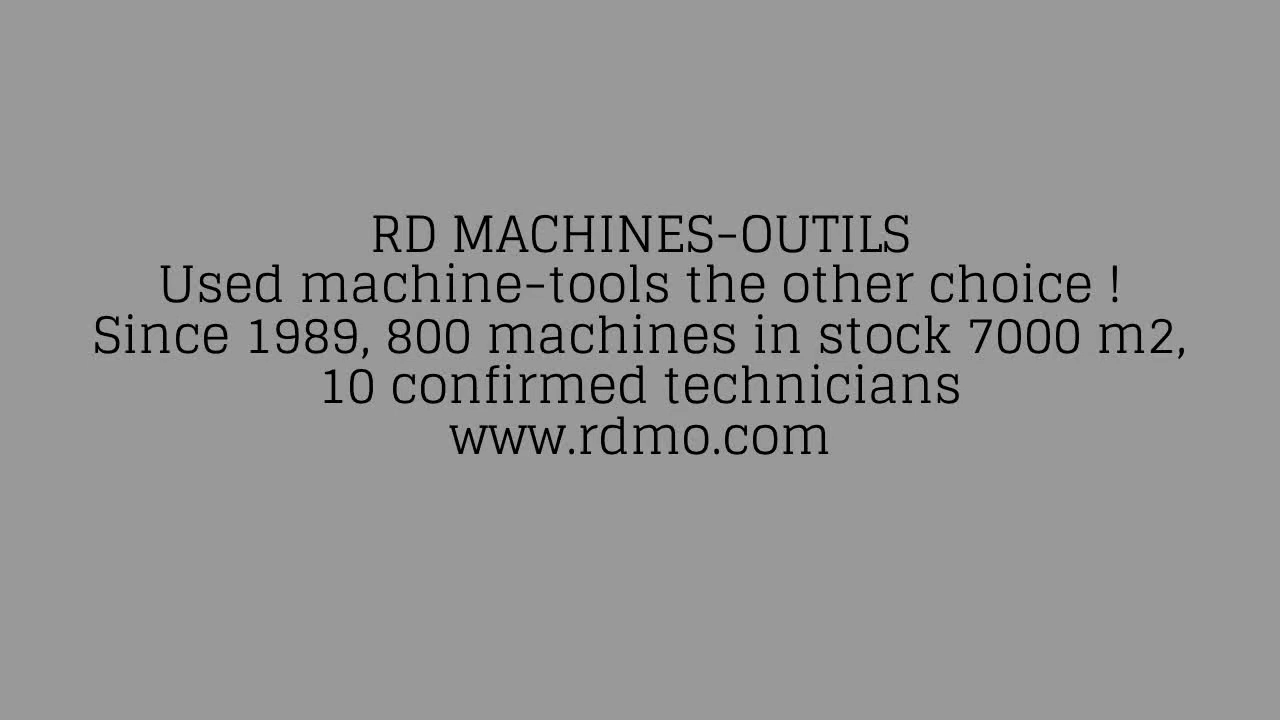 RD MACHINES-OUTILS
Used machine-tools the other choice !
Since 1989, 800 machines in stock 7000 m2,
10 confirmed technicians
www.rdmo.com